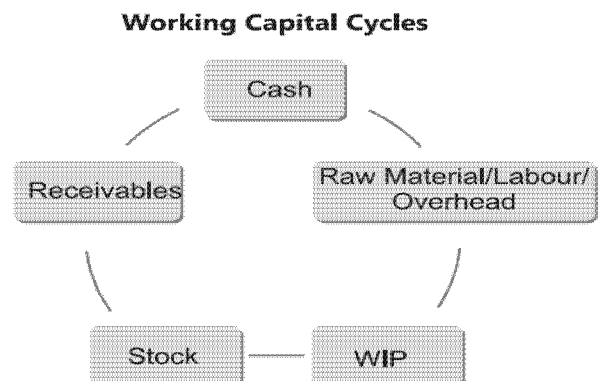 Working Capital Cycles
Cash
Raw Material/Labour/
Overhead
WIP
Stock
Receivables